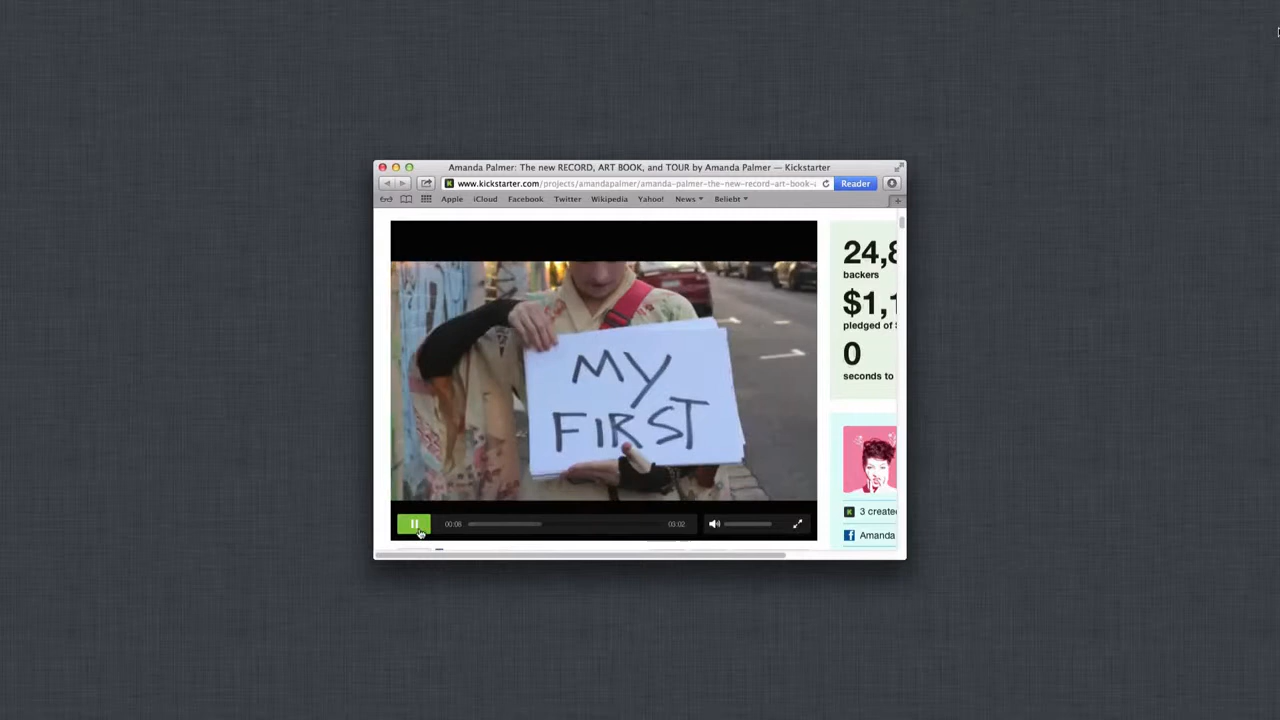 Amanda Palmer: The new RECORD, ART BOOK, and TOUR by Amanda Palmer — Kickstarter
www.kickstarter.com/projects/amandapalmer/amanda-palmer-the-new-record-art-book-
Reader
Apple iCloud Facebook Twitter Wikipedia Yahoo! News Beliebt
MY
FIRST
00:06
03:02
24,8
backers
$1,1
pledged of
0
seconds to
3 create
Amanda